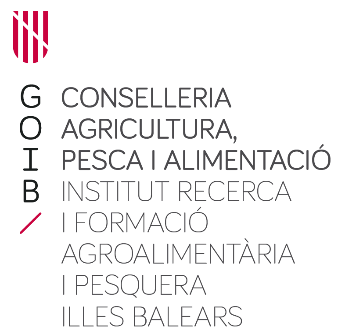 G CONSELLERIA
O AGRICULTURA,
I PESCA I ALIMENTACIÓ
B INSTITUT RECERCA
/ I FORMACIÓ
AGROALIMENTÀRIA
I PESQUERA
ILLES BALEARS